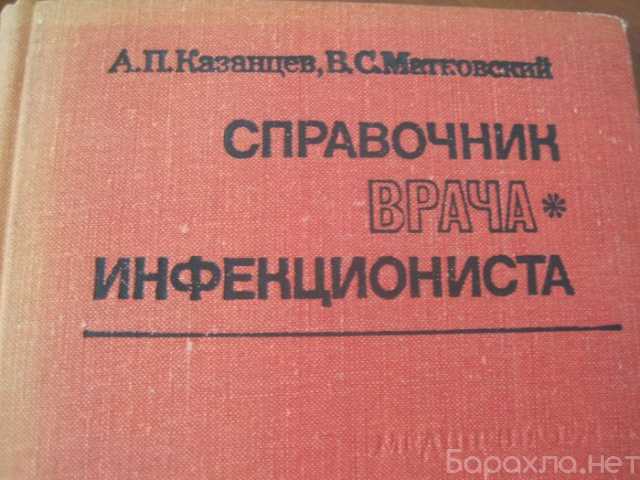 А.П.Казанцев, В.С.Матковский
СПРАВОЧНИК
ВРАЧА*
ИНФЕКЦИОНИСТА
Барахла.нет